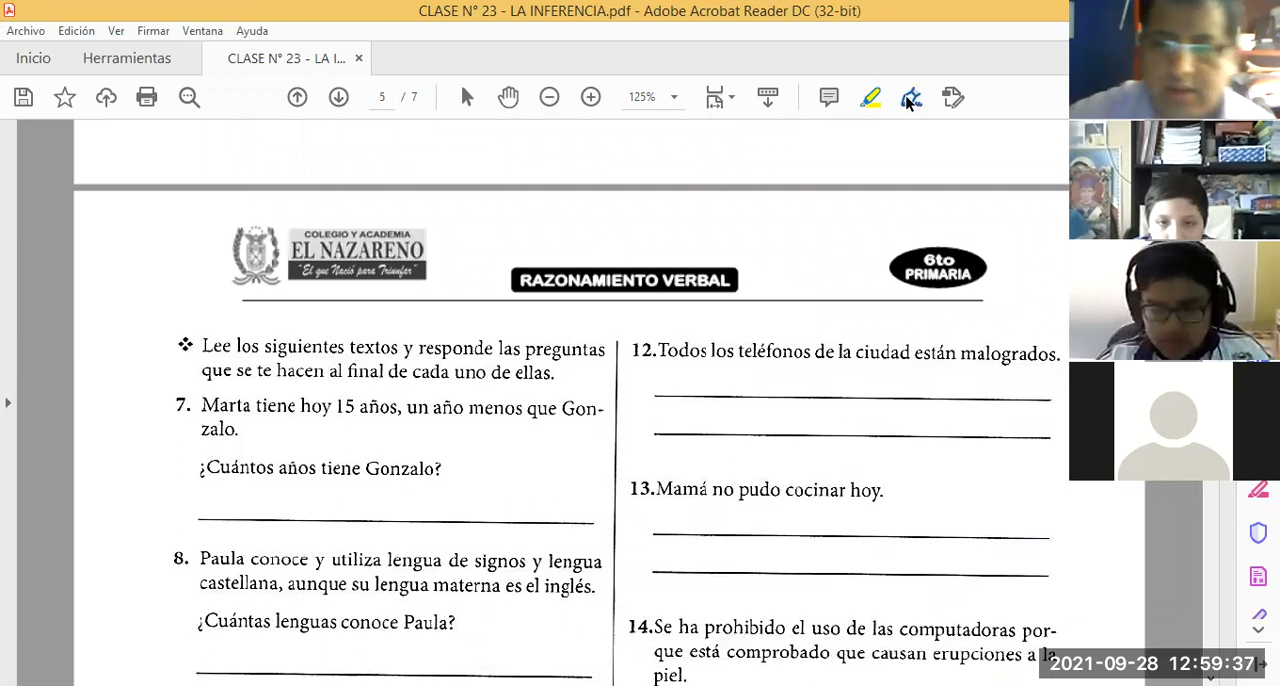 CLASE N° 23 - LA INFERENCIA.pdf - Adobe Acrobat Reader DC (32-bit)
Archivo Edición Ver Firmar Ventana Ayuda
Inicio Herramientas CLASE N° 23 - LA I... ×
5 / 7 125%
COLEGIO Y ACADEMIA
EL NAZARENO
"El que Nació para Triunfar"
RAZONAMIENTO VERBAL
6to
PRIMARIA
❖ Lee los siguientes textos y responde las preguntas
que se te hacen al final de cada uno de ellas.
7. Marta tiene hoy 15 años, un año menos que Gon-
zalo.
¿Cuántos años tiene Gonzalo?
8. Paula conoce y utiliza lengua de signos y lengua
castellana, aunque su lengua materna es el inglés.
¿Cuántas lenguas conoce Paula?
12.Todos los teléfonos de la ciudad están malogrados.
13.Mamá no pudo cocinar hoy.
14.Se ha prohibido el uso de las computadoras por-
que está comprobado que causan erupciones a la
piel.
2021-09-28 12:59:37